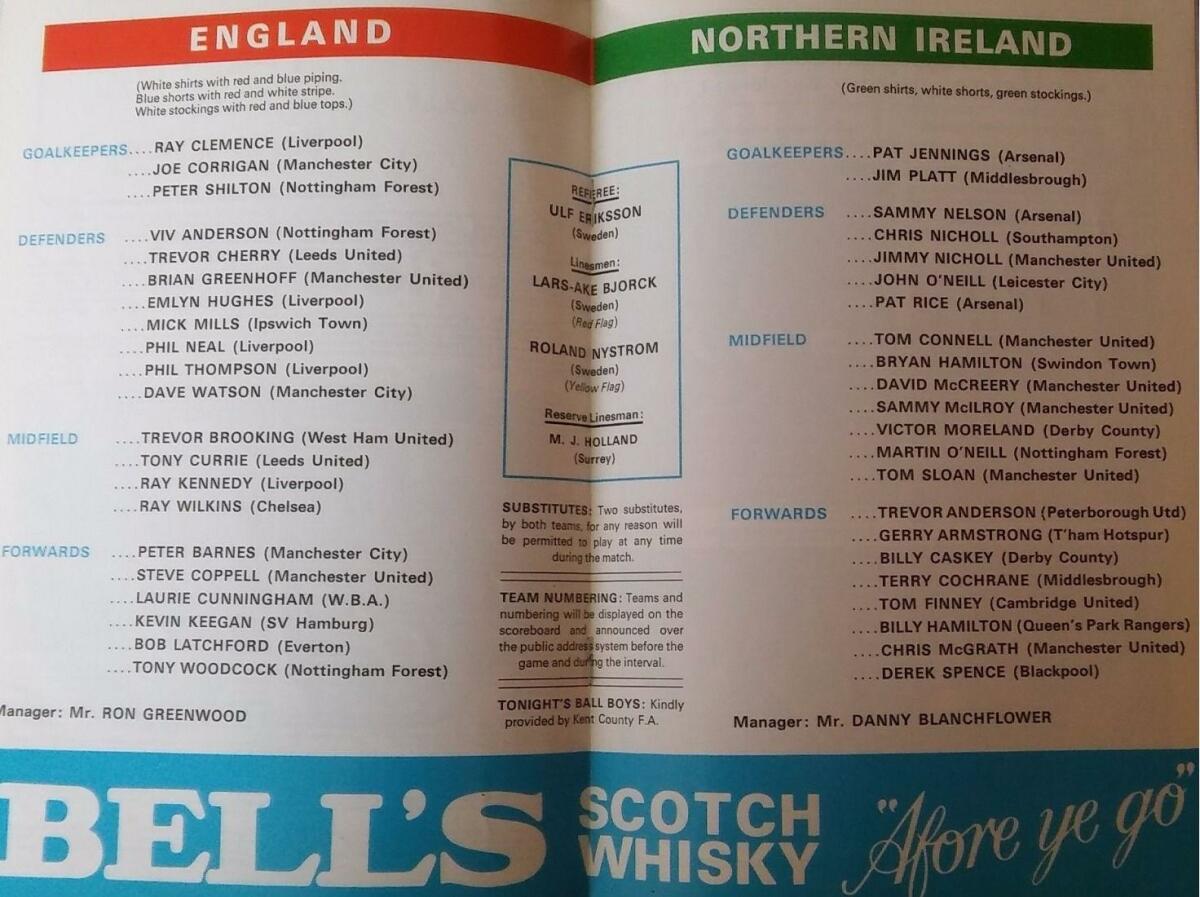 ENGLAND
(White shirts with red and blue piping.
Blue shorts with red and white stripe.
White stockings with red and blue tops.)
GOALKEEPERS....RAY CLEMENCE (Liverpool)
....JOE CORRIGAN (Manchester City)
....PETER SHILTON (Nottingham Forest)
DEFENDERS ....VIV ANDERSON (Nottingham Forest)
....TREVOR CHERRY (Leeds United)
....BRIAN GREENHOFF (Manchester United)
....EMLYN HUGHES (Liverpool)
....MICK MILLS (Ipswich Town)
....PHIL NEAL (Liverpool)
....PHIL THOMPSON (Liverpool)
....DAVE WATSON (Manchester City)
MIDFIELD ....TREVOR BROOKING (West Ham United)
....TONY CURRIE (Leeds United)
....RAY KENNEDY (Liverpool)
....RAY WILKINS (Chelsea)
FORWARDS ....PETER BARNES (Manchester City)
....STEVE COPPELL (Manchester United)
....LAURIE CUNNINGHAM (W.B.A.)
....KEVIN KEEGAN (SV Hamburg)
....BOB LATCHFORD (Everton)
....TONY WOODCOCK (Nottingham Forest)
Manager: Mr. RON GREENWOOD
REFEREE:
ULF ERIKSSON
(Sweden)
Linesmen:
LARS-AKE BJORCK
(Sweden)
(Red Flag)
ROLAND NYSTROM
(Sweden)
(Yellow Flag)
Reserve Linesman:
M. J. HOLLAND
(Surrey)
SUBSTITUTES: Two substitutes,
by both teams, for any reason will
be permitted to play at any time
during the match.
TEAM NUMBERING: Teams and
numbering will be displayed on the
scoreboard and announced over
the public address system before the
game and during the interval.
TONIGHT'S BALL BOYS: Kindly
provided by Kent County F.A.
NORTHERN IRELAND
(Green shirts, white shorts, green stockings.)
GOALKEEPERS....PAT JENNINGS (Arsenal)
....JIM PLATT (Middlesbrough)
DEFENDERS ....SAMMY NELSON (Arsenal)
....CHRIS NICHOLL (Southampton)
....JIMMY NICHOLL (Manchester United)
....JOHN O'NEILL (Leicester City)
....PAT RICE (Arsenal)
MIDFIELD ....TOM CONNELL (Manchester United)
....BRYAN HAMILTON (Swindon Town)
....DAVID McCREERY (Manchester United)
....SAMMY McILROY (Manchester United)
....VICTOR MORELAND (Derby County)
....MARTIN O'NEILL (Nottingham Forest)
....TOM SLOAN (Manchester United)
FORWARDS ....TREVOR ANDERSON (Peterborough Utd)
....GERRY ARMSTRONG (T'ham Hotspur)
....BILLY CASKEY (Derby County)
....TERRY COCHRANE (Middlesbrough)
....TOM FINNEY (Cambridge United)
....BILLY HAMILTON (Queen's Park Rangers)
....CHRIS McGRATH (Manchester United)
....DEREK SPENCE (Blackpool)
Manager: Mr. DANNY BLANCHFLOWER
BELL'S SCOTCH
WHISKY
"Afore ye go"